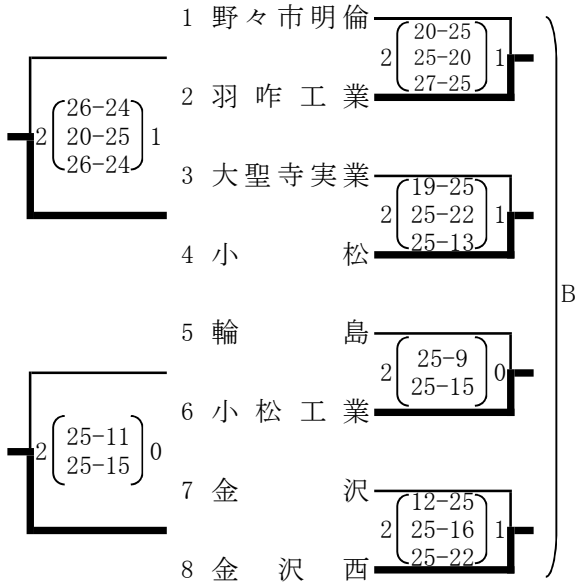 1 野々市明倫
2 羽咋工業
3 大聖寺実業
4 小松
5 輪島
6 小松工業
7 金沢
8 金沢西
2 26-24 1
20-25
26-24
2 25-11 0
25-15
2 20-25 1
25-20
27-25
2 19-25 1
25-22
25-13
2 25-9 0
25-15
2 12-25 1
25-16
25-22
B